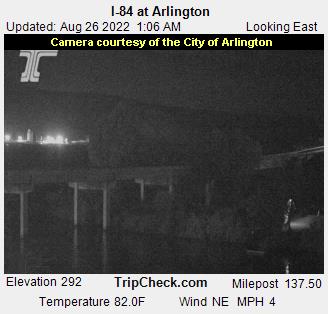 I-84 at Arlington
Updated: Aug 26 2022 1:06 AM Looking East
Camera courtesy of the City of Arlington
Elevation 292 TripCheck.com Milepost 137.50
Temperature 82.0F Wind NE MPH 4